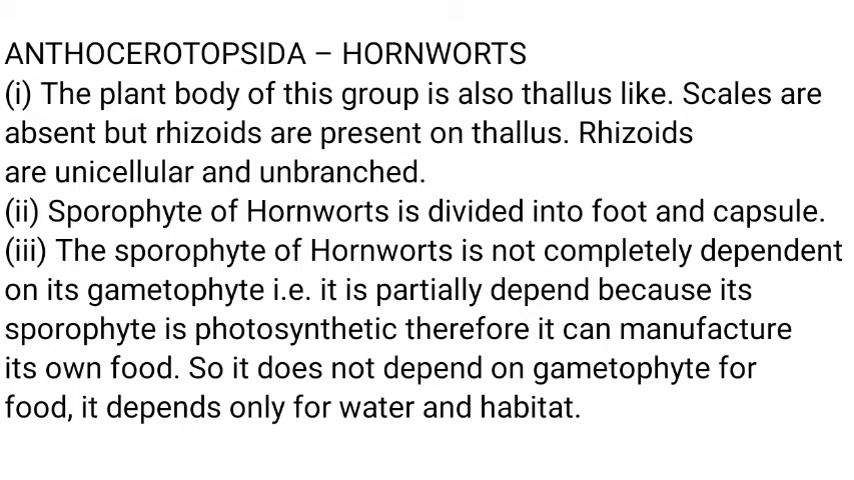 ANTHOCEROTOPSIDA – HORNWORTS
(i) The plant body of this group is also thallus like. Scales are
absent but rhizoids are present on thallus. Rhizoids
are unicellular and unbranched.
(ii) Sporophyte of Hornworts is divided into foot and capsule.
(iii) The sporophyte of Hornworts is not completely dependent
on its gametophyte i.e. it is partially depend because its
sporophyte is photosynthetic therefore it can manufacture
its own food. So it does not depend on gametophyte for
food, it depends only for water and habitat.